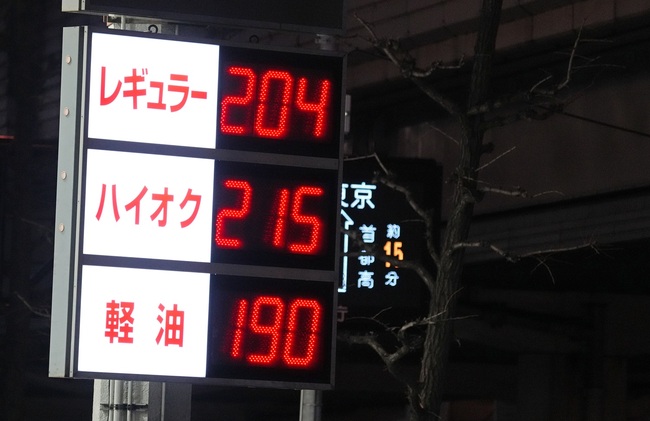 レギュラー 204
ハイオク 215
軽油 190
東京
首都高
約15分